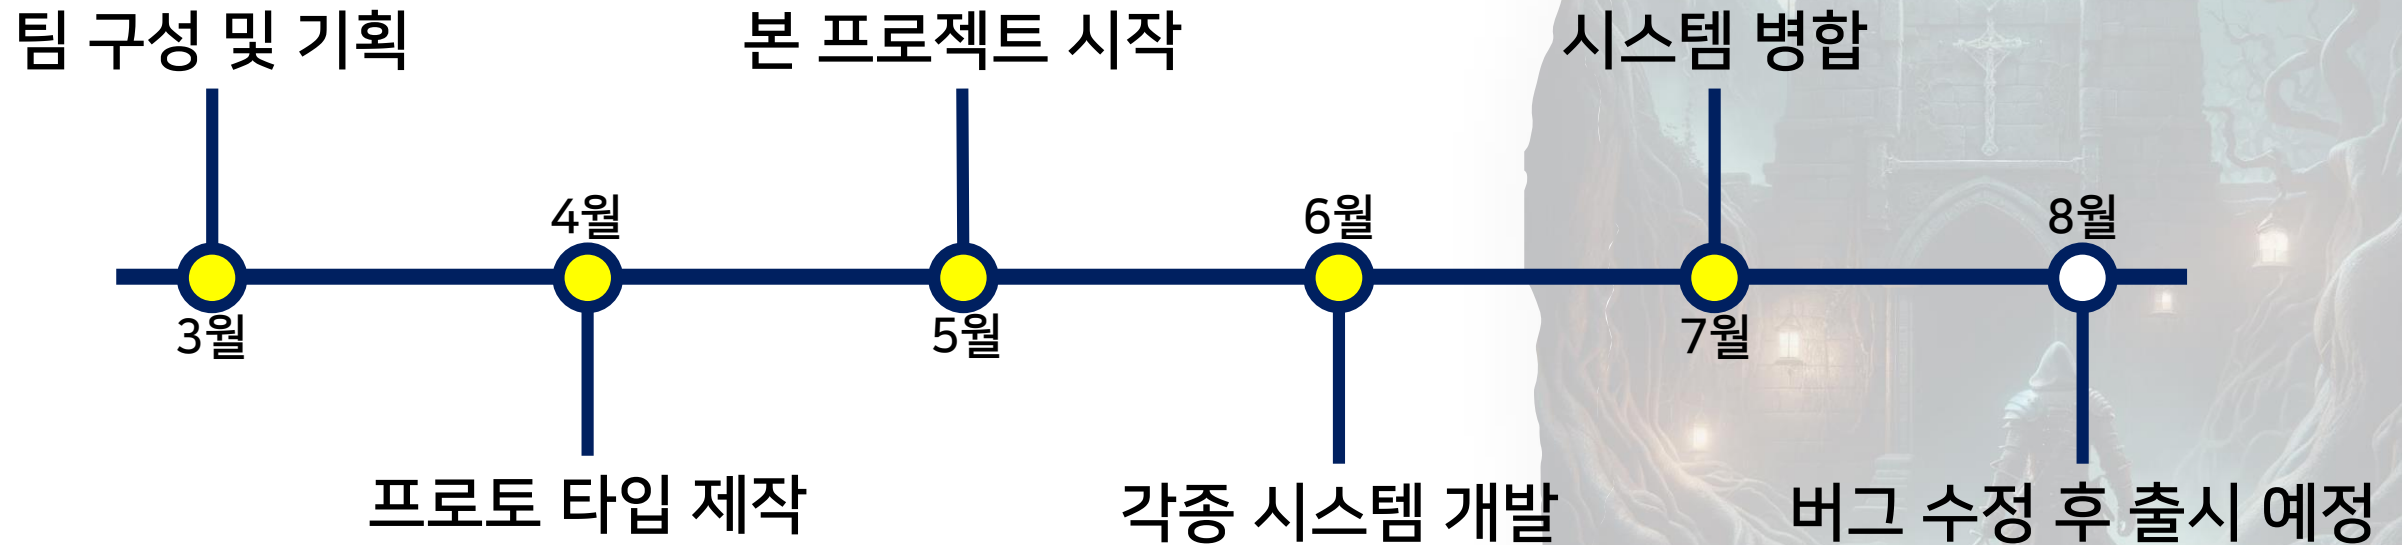 팀 구성 및 기획
본 프로젝트 시작
시스템 병합
4월
6월
8월
3월
5월
7월
프로토 타입 제작
각종 시스템 개발
버그 수정 후 출시 예정